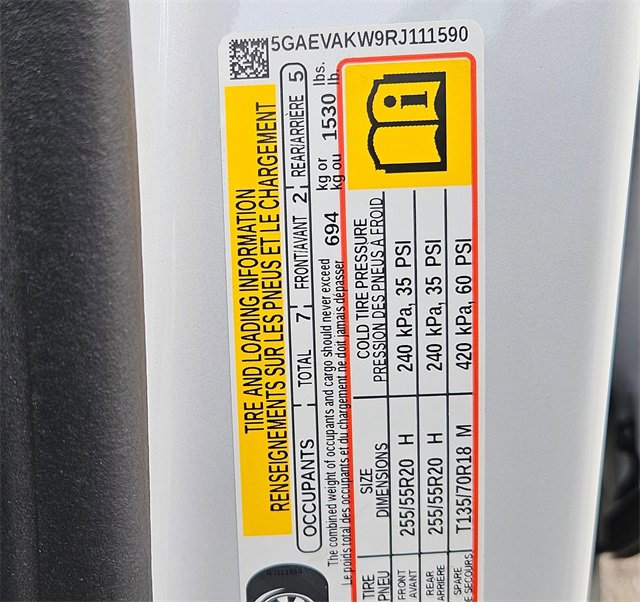 5GAEVAKW9RJ111590
TIRE AND LOADING INFORMATION
RENSEIGNEMENTS SUR LES PNEUS ET LE CHARGEMENT
OCCUPANTS TOTAL 7 FRONT/AVANT 2 REAR/ARRIÈRE 5
The combined weight of occupants and cargo should never exceed 694 kg or 1530 lbs.
Le poids total des occupants et du chargement ne doit jamais dépasser kg ou lb.
TIRE SIZE COLD TIRE PRESSURE
PNEU DIMENSIONS PRESSION DES PNEUS A FROID
FRONT 255/55R20 H 240 kPa, 35 PSI
AVANT
REAR 255/55R20 H 240 kPa, 35 PSI
ARRIÈRE
SPARE T135/70R18 M 420 kPa, 60 PSI
DE SECOURS